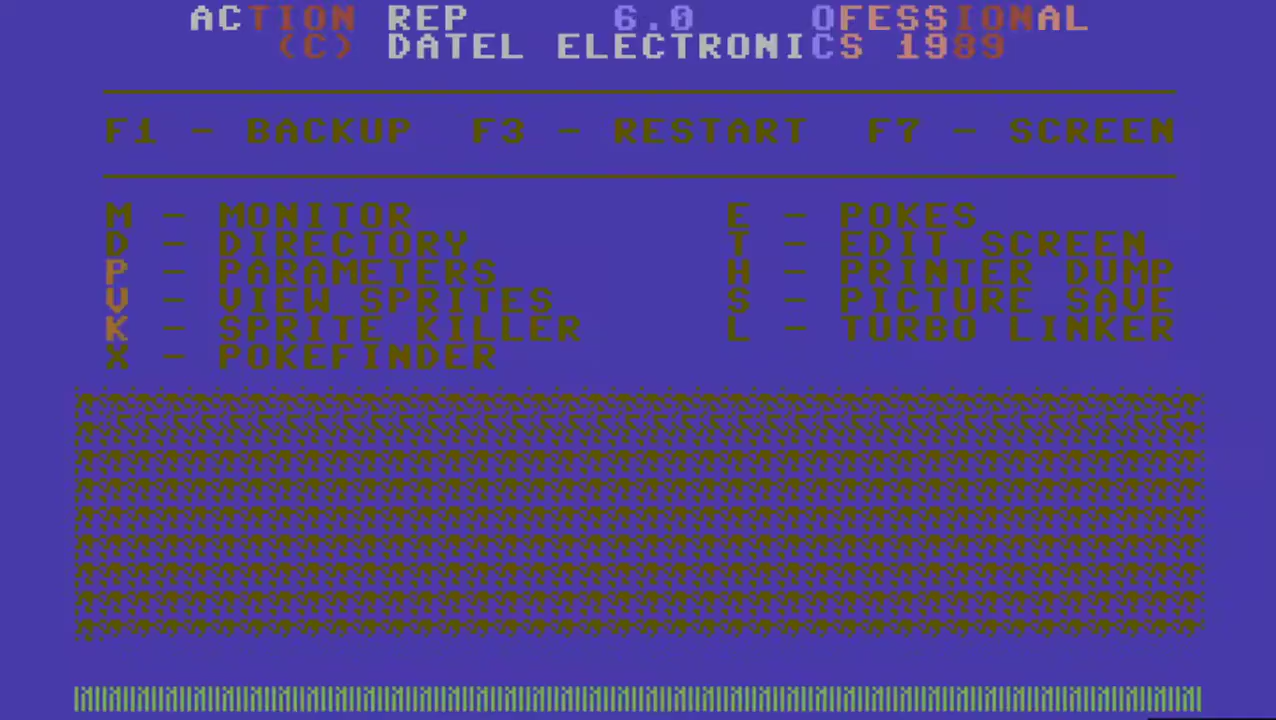 ACTION REP 6.0 OFESSIONAL
(C) DATEL ELECTRONICS 1989
F1 - BACKUP F3 - RESTART F7 - SCREEN
M - MONITOR E - POKES
D - DIRECTORY T - EDIT SCREEN
P - PARAMETERS H - PRINTER DUMP
V - VIEW SPRITES S - PICTURE SAVE
K - SPRITE KILLER L - TURBO LINKER
X - POKEFINDER